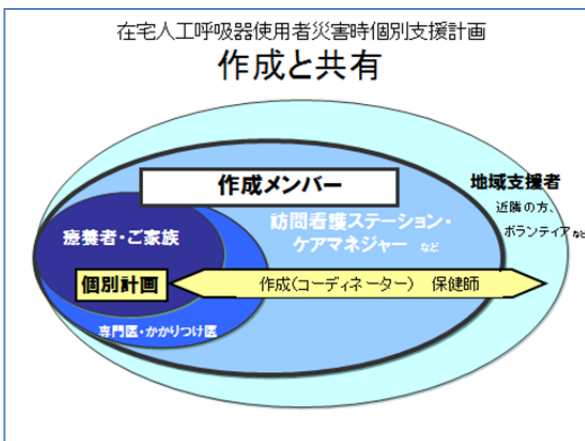 在宅人工呼吸器使用者災害時個別支援計画
作成と共有
作成メンバー
地域支援者
近隣の方、
ボランティアなど
療養者・ご家族
訪問看護ステーション・
ケアマネジャー など
個別計画
作成(コーディネーター) 保健師
専門医・かかりつけ医